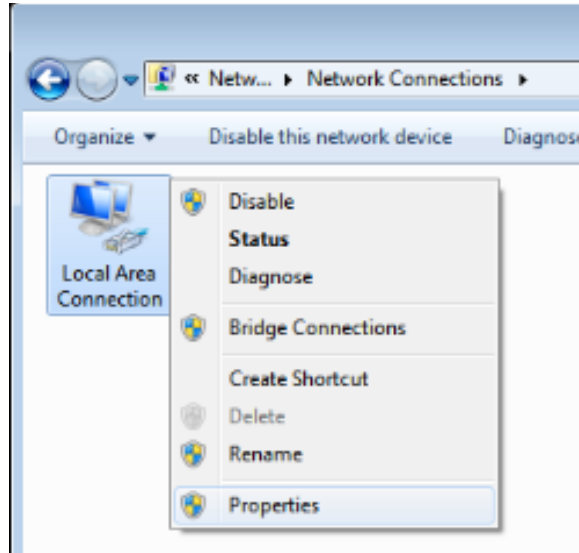 « Netw... ▸ Network Connections ▸
Organize ▾ Disable this network device Diagnose
Local Area
Connection
Disable
Status
Diagnose
Bridge Connections
Create Shortcut
Delete
Rename
Properties